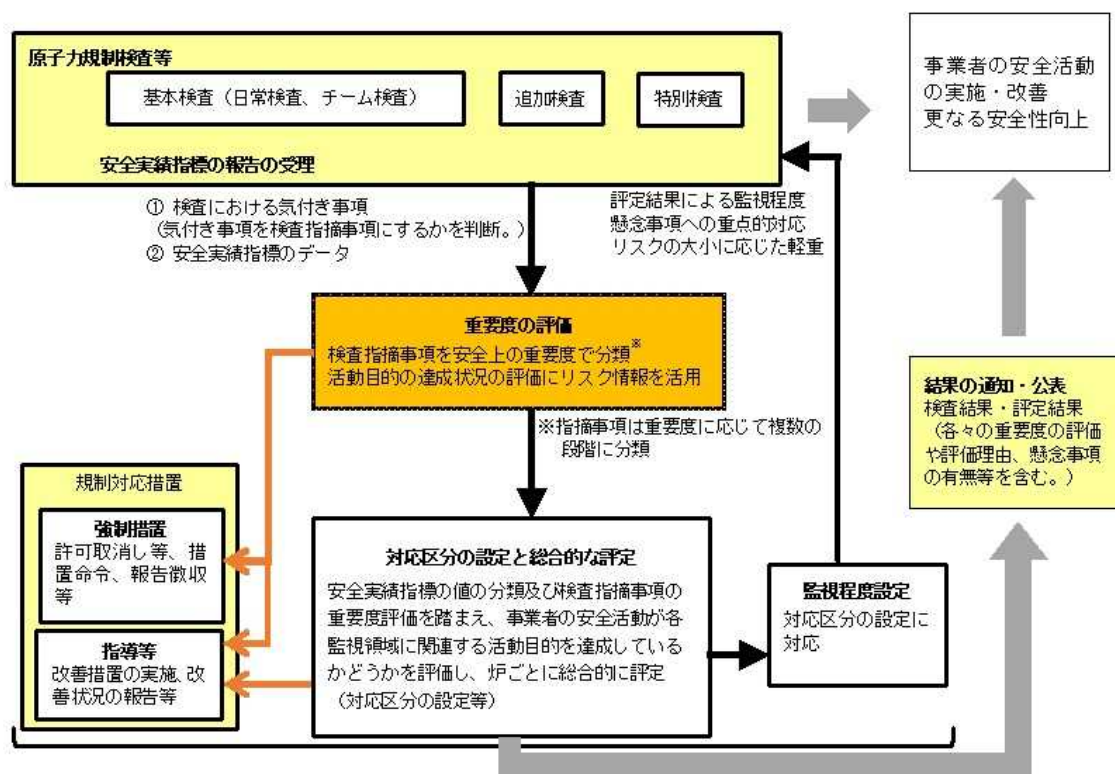 原子力規制検査等
基本検査（日常検査、チーム検査）
追加検査
特別検査
安全実績指標の報告の受理
事業者の安全活動
の実施・改善
更なる安全性向上
① 検査における気付き事項
（気付き事項を検査指摘事項にするかを判断。）
② 安全実績指標のデータ
評定結果による監視程度
懸念事項への重点的対応
リスクの大小に応じた軽重
重要度の評価
検査指摘事項を安全上の重要度で分類※
活動目的の達成状況の評価にリスク情報を活用
※指摘事項は重要度に応じて複数の
段階に分類
結果の通知・公表
検査結果・評定結果
（各々の重要度の評価
や評価理由、懸念事項
の有無等を含む。）
規制対応措置
強制措置
許可取消し等、措
置命令、報告徴収
等
指導等
改善措置の実施、改
善状況の報告等
対応区分の設定と総合的な評定
安全実績指標の値の分類及び検査指摘事項の
重要度評価を踏まえ、事業者の安全活動が各
監視領域に関連する活動目的を達成している
かどうかを評価し、炉ごとに総合的に評定
（対応区分の設定等）
監視程度設定
対応区分の設定に
対応